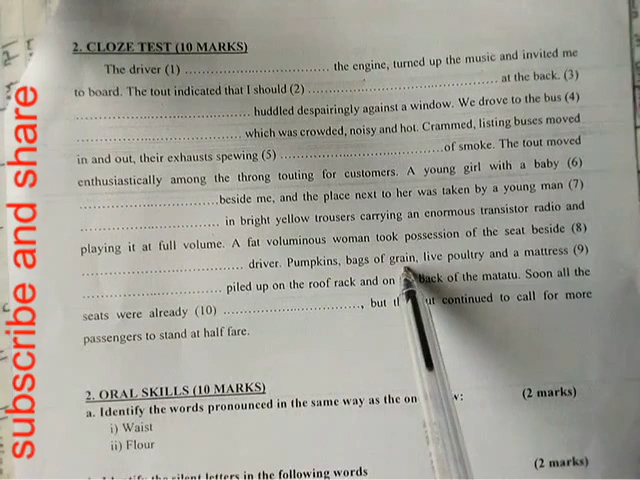 subscribe and share
2. CLOZE TEST (10 MARKS)
The driver (1) ................................. the engine, turned up the music and invited me
to board. The tout indicated that I should (2) ............................................ at the back. (3)
........................................ huddled despairingly against a window. We drove to the bus (4)
...................................... which was crowded, noisy and hot. Crammed, listing buses moved
in and out, their exhausts spewing (5) ......................................of smoke. The tout moved
enthusiastically among the throng touting for customers. A young girl with a baby (6)
................................beside me, and the place next to her was taken by a young man (7)
................................. in bright yellow trousers carrying an enormous transistor radio and
playing it at full volume. A fat voluminous woman took possession of the seat beside (8)
..................................... driver. Pumpkins, bags of grain, live poultry and a mattress (9)
................................ piled up on the roof rack and on back of the matatu. Soon all the
seats were already (10) ................................, but continued to call for more
passengers to stand at half fare.
2. ORAL SKILLS (10 MARKS)
a. Identify the words pronounced in the same way as the (2 marks)
i) Waist
ii) Flour
silent letters in the following words (2 marks)